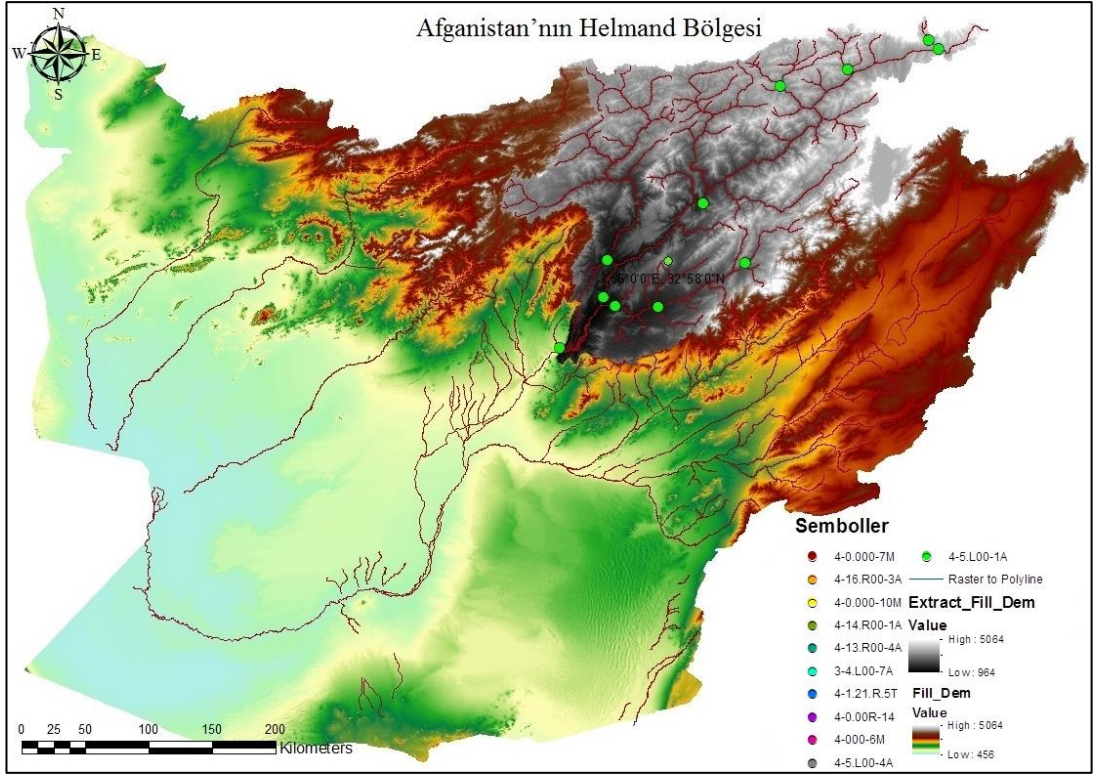 Afganistan'nın Helmand Bölgesi
N
W E
S
66°0'0"E, 32°58'0"N
Semboller
4-0.000-7M
4-16.R00-3A
4-0.000-10M
4-14.R00-1A
4-13.R00-4A
3-4.L00-7A
4-1.21.R.5T
4-0.00R-14
4-000-6M
4-5.L00-4A
4-5.L00-1A
Raster to Polyline
Extract_Fill_Dem
Value
High : 5064
Low : 964
Fill_Dem
Value
High : 5064
Low : 456
0 25 50 100 150 200
Kilometers